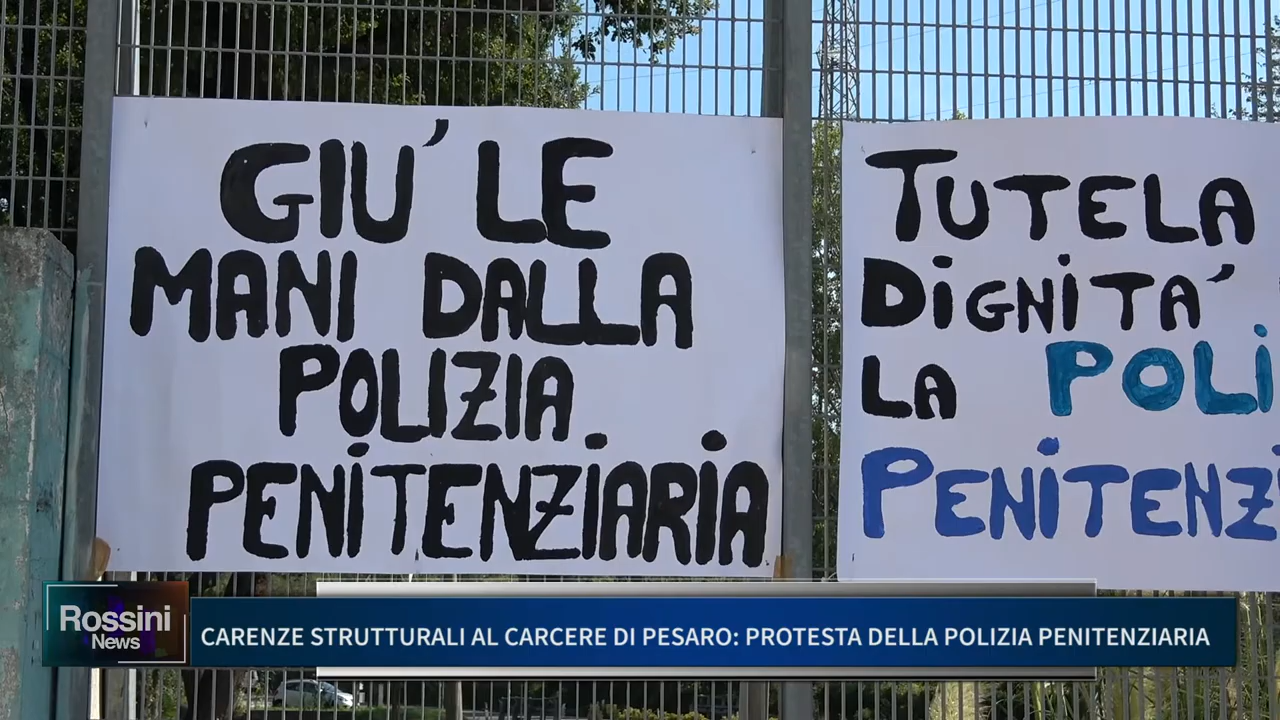 GIU' LE
MANI DALLA
POLIZIA
PENITENZIARIA
TUTELA
DIGNITA'
LA POLI
PENITENZI
Rossini
News
CARENZE STRUTTURALI AL CARCERE DI PESARO: PROTESTA DELLA POLIZIA PENITENZIARIA